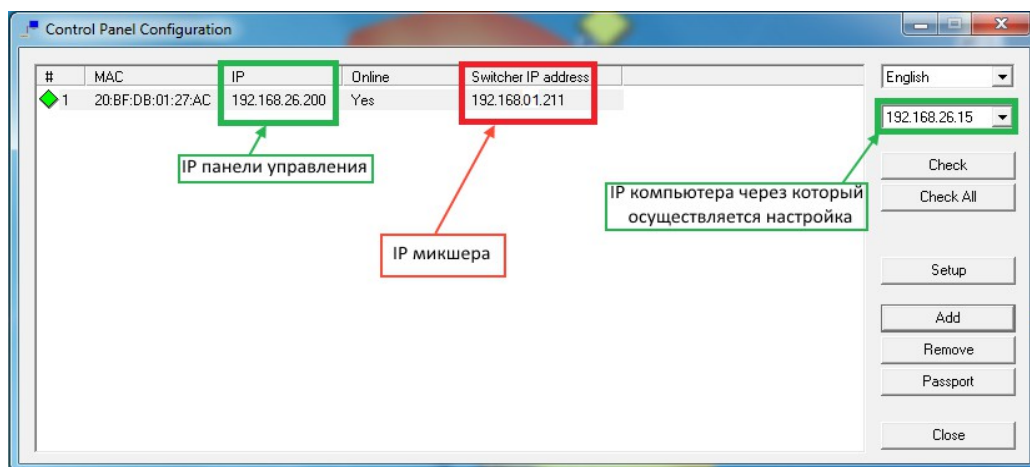 Control Panel Configuration
# MAC IP Online Switcher IP address
1 20:BF:DB:01:27:AC 192.168.26.200 Yes 192.168.01.211
English
192.168.26.15
IP панели управления
IP микшера
IP компьютера через который
осуществляется настройка
Check
Check All
Setup
Add
Remove
Passport
Close